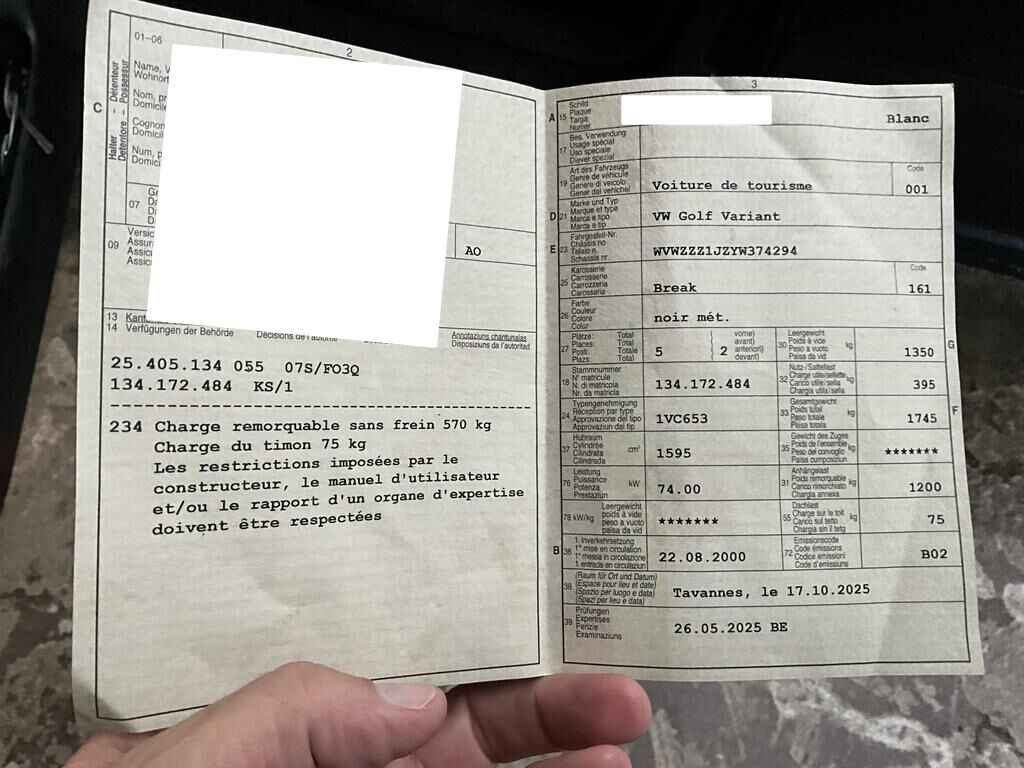 2
01-06
Halter - Détenteur
Detentore - Possessur
C
Name, V
Wohnort
Nom, pr
Domicile
Cognom
Domicil
Num, p
Domicil
07
Ge
Da
Da
Da
09
Versic
Assur
Assic
Assic
AO
13 Kant
14 Verfügungen der Behörde
Décisions de l'autorité
Annotaziuns chantunalas
Disposiziuns da l'autoritad
25.405.134 055 07S/FO3Q
134.172.484 KS/1
234 Charge remorquable sans frein 570 kg
Charge du timon 75 kg
Les restrictions imposées par le
constructeur, le manuel d'utilisateur
et/ou le rapport d'un organe d'expertise
doivent être respectées
3
A 15
Schild
Plaque
Targa
Numer
Blanc
17
Bes. Verwendung
Usage spécial
Uso speciale
Diever spezial
19
Art des Fahrzeugs
Genre de véhicule
Genere di veicolo
Gener dal vehichel
Voiture de tourisme
Code
001
D 21
Marke und Typ
Marque et type
Marca e tipo
Marca e tip
VW Golf Variant
E 23
Fahrgestell-Nr.
Châssis no
Telaio n.
Schassis nr.
WVWZZZ1JZYW374294
25
Karosserie
Carrosserie
Carrozzeria
Carossaria
Break
Code
161
26
Farbe
Couleur
Colore
Colur
noir mét.
27
Plätze: Total
Places: Total
Posti: Totale
Plazs: Total
5
2
vorne)
avant)
anteriori)
davant)
30
Leergewicht
Poids à vide
Peso a vuoto
Paisa da vid
kg
1350
G
18
Stammnummer
N° matricule
N. di matricola
Nr. da matricla
134.172.484
32
Nutz-/Sattellast
Charge utile/sellette
Carico utile/sella
Chargia utila/sella
kg
395
24
Typengenehmigung
Réception par type
Approvazione del tipo
Approvaziun dal tip
1VC653
33
Gesamtgewicht
Poids total
Peso totale
Paisa totala
kg
1745
F
37
Hubraum
Cylindrée
Cilindrata
Cilindrada
cm³
1595
35
Gewicht des Zuges
Poids de l'ensemble
Peso del convoglio
Paisa cumposiziun
kg
*******
76
Leistung
Puissance
Potenza
Prestaziun
kW
74.00
31
Anhängelast
Poids remorquable
Carico rimorchiato
Chargia annexa
kg
1200
78 kW/kg
Leergewicht
poids à vide
peso a vuoto
paisa da vid
*******
55
Dachlast
Charge sur le toit
Carico sul tetto
Chargia sin il tetg
kg
75
B 36
1. Inverkehrsetzung
1re mise en circulation
1a messa in circolazione
1. entrada en circulaziun
22.08.2000
72
Emissionscode
Code émissions
Codice emissioni
Code d'emissiuns
B02
38
(Raum für Ort und Datum)
(Espace pour lieu et date)
(Spazio per luogo e data)
(Spazi per lieu e data)
Tavannes, le 17.10.2025
39
Prüfungen
Expertises
Perizie
Examinaziuns
26.05.2025 BE